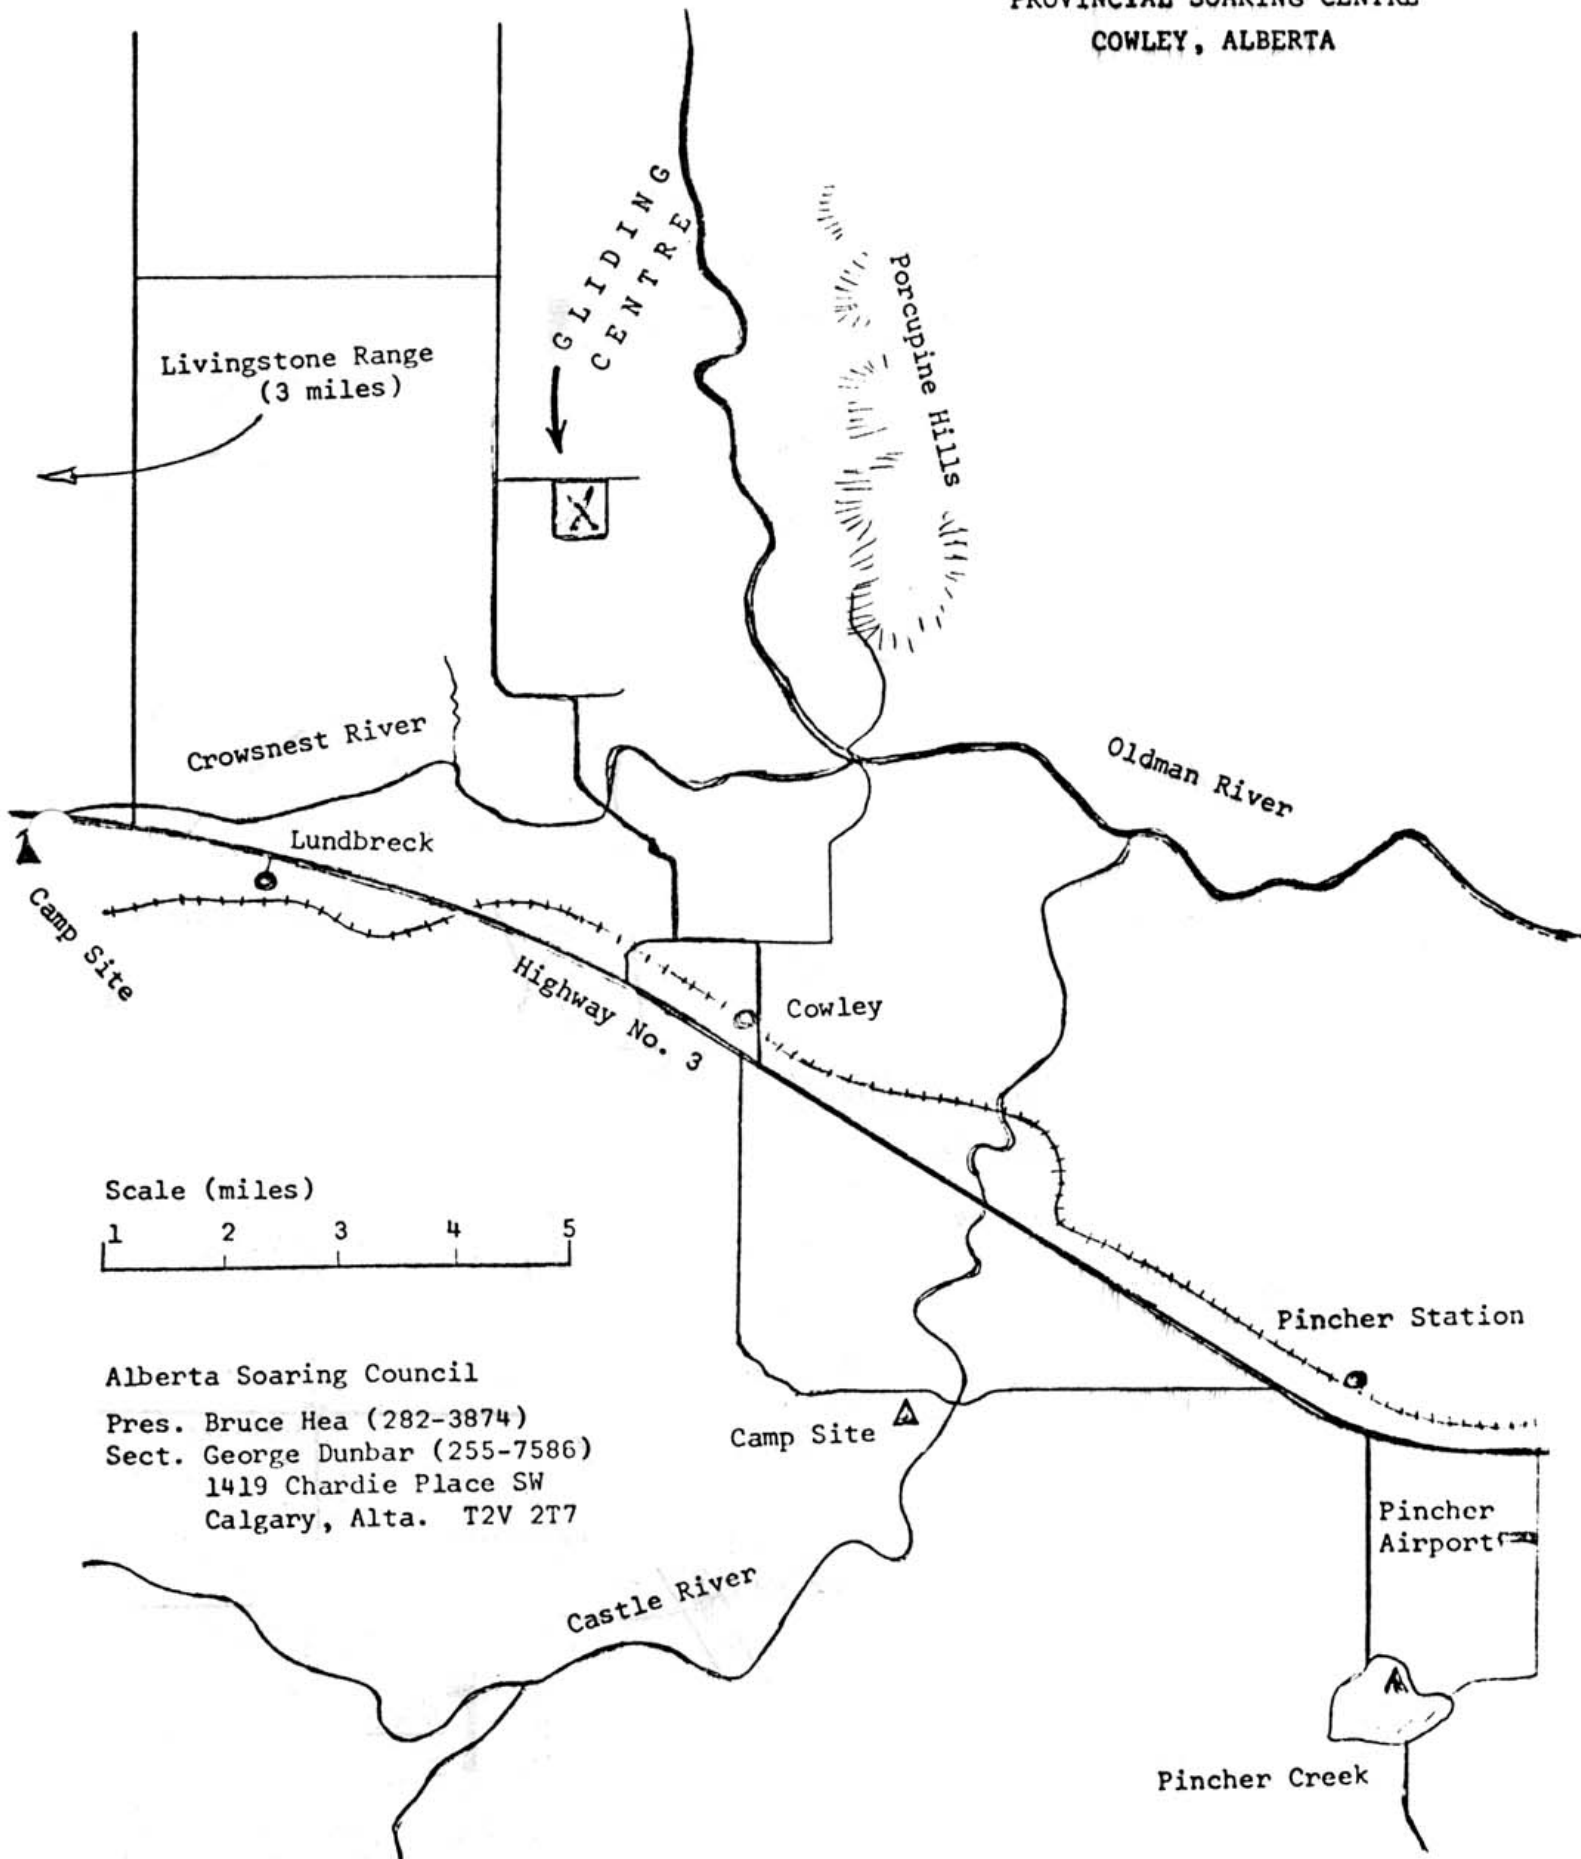 PROVINCIAL SOARING CENTRE
COWLEY, ALBERTA
GLIDING
CENTRE
Porcupine Hills
Livingstone Range
(3 miles)
Crowsnest River
Oldman River
Lundbreck
Camp Site
Highway No. 3
Cowley
Scale (miles)
1 2 3 4 5
Pincher Station
Alberta Soaring Council
Pres. Bruce Hea (282-3874)
Sect. George Dunbar (255-7586)
1419 Chardie Place SW
Calgary, Alta. T2V 2T7
Camp Site
Pincher
Airport
Castle River
Pincher Creek